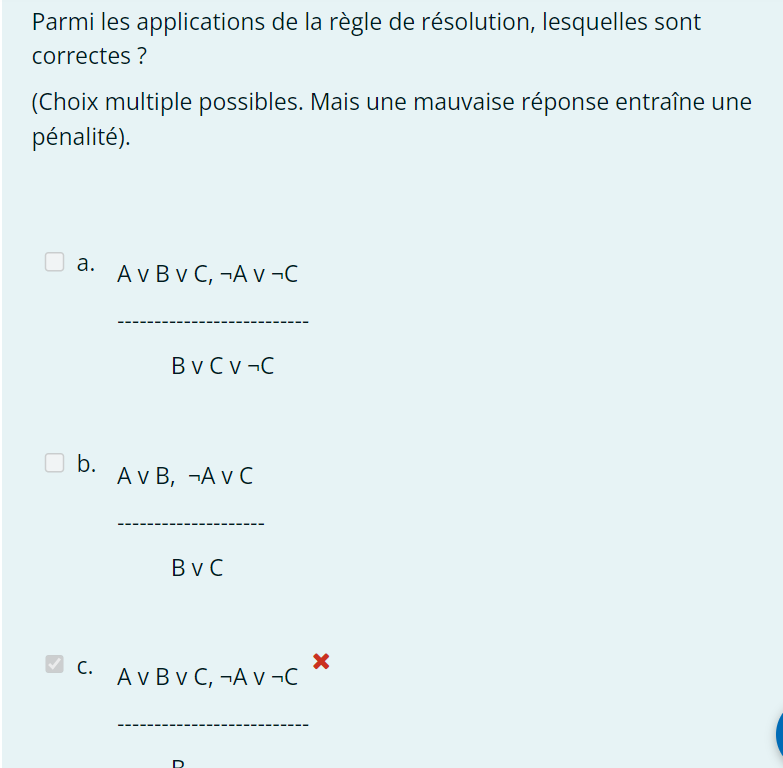 Parmi les applications de la règle de résolution, lesquelles sont
correctes ?
(Choix multiple possibles. Mais une mauvaise réponse entraîne une
pénalité).
a.
A v B v C, ¬A v ¬C
--------------------------
B v C v ¬C
b.
A v B, ¬A v C
--------------------
B v C
c.
A v B v C, ¬A v ¬C
--------------------------